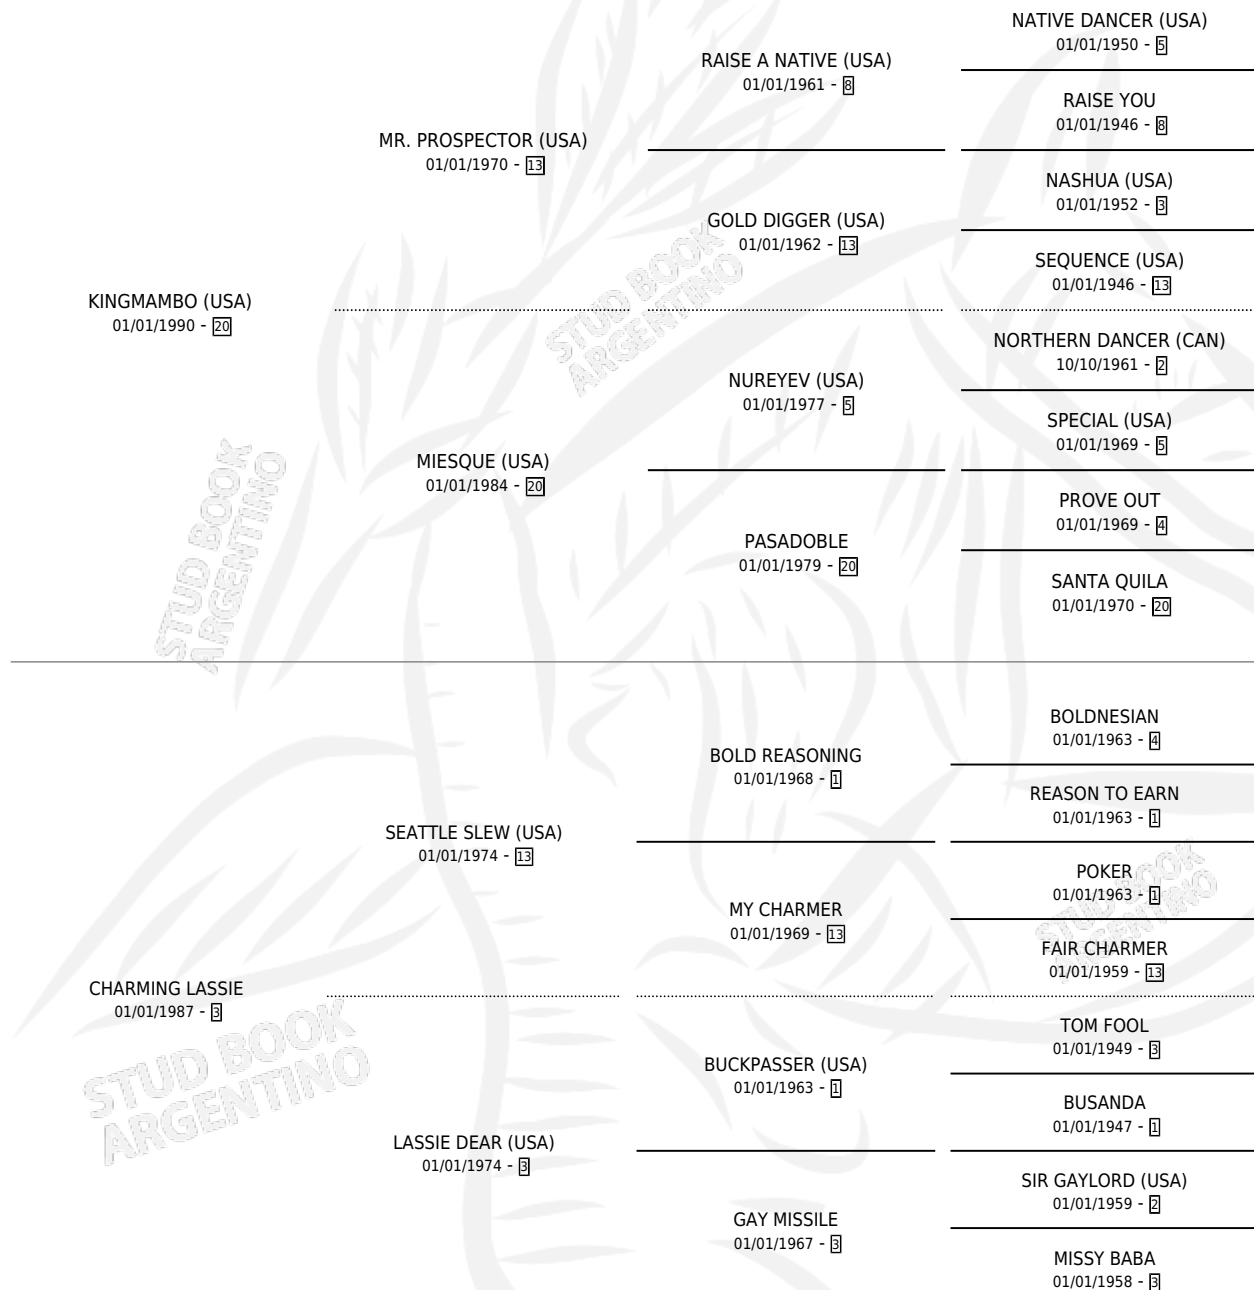 NATIVE DANCER (USA)
01/01/1950 - 5
RAISE A NATIVE (USA)
01/01/1961 - 8
RAISE YOU
01/01/1946 - 8
MR. PROSPECTOR (USA)
01/01/1970 - 13
NASHUA (USA)
01/01/1952 - 3
GOLD DIGGER (USA)
01/01/1962 - 13
SEQUENCE (USA)
01/01/1946 - 13
KINGMAMBO (USA)
01/01/1990 - 20
STUD BOOK
ARGENTINO
NORTHERN DANCER (CAN)
10/10/1961 - 2
NUREYEV (USA)
01/01/1977 - 5
SPECIAL (USA)
01/01/1969 - 5
MIESQUE (USA)
01/01/1984 - 20
PROVE OUT
01/01/1969 - 4
PASADOBLE
01/01/1979 - 20
SANTA QUILA
01/01/1970 - 20
STUD BOOK
ARGENTINO
BOLDNESIAN
01/01/1963 - 4
BOLD REASONING
01/01/1968 - 1
REASON TO EARN
01/01/1963 - 1
SEATTLE SLEW (USA)
01/01/1974 - 13
POKER
01/01/1963 - 1
MY CHARMER
01/01/1969 - 13
FAIR CHARMER
01/01/1959 - 13
STUD BOOK
ARGENTINO
CHARMING LASSIE
01/01/1987 - 3
STUD BOOK
ARGENTINO
TOM FOOL
01/01/1949 - 3
BUCKPASSER (USA)
01/01/1963 - 1
BUSANDA
01/01/1947 - 1
LASSIE DEAR (USA)
01/01/1974 - 3
SIR GAYLORD (USA)
01/01/1959 - 2
GAY MISSILE
01/01/1967 - 3
MISSY BABA
01/01/1958 - 3